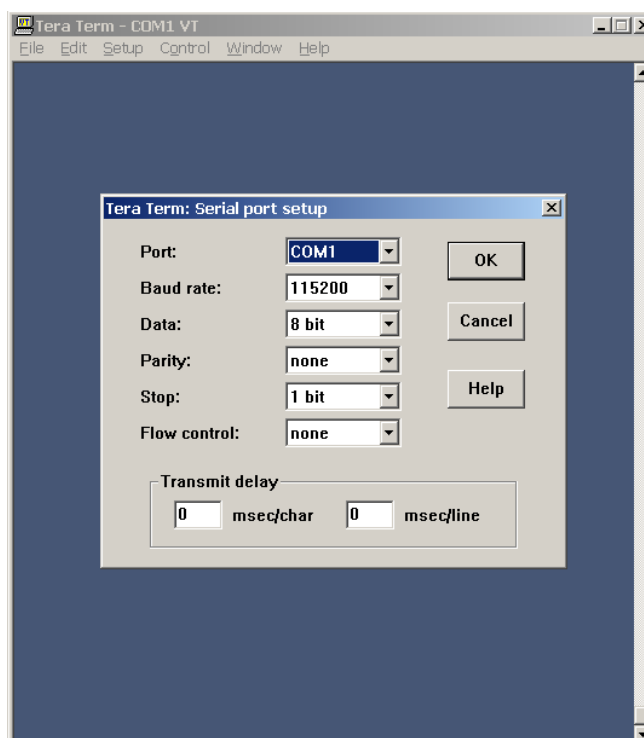 Tera Term - COM1 VT
File Edit Setup Control Window Help
Tera Term: Serial port setup
Port: COM1 OK
Baud rate: 115200
Data: 8 bit Cancel
Parity: none
Stop: 1 bit Help
Flow control: none
Transmit delay
0 msec/char 0 msec/line